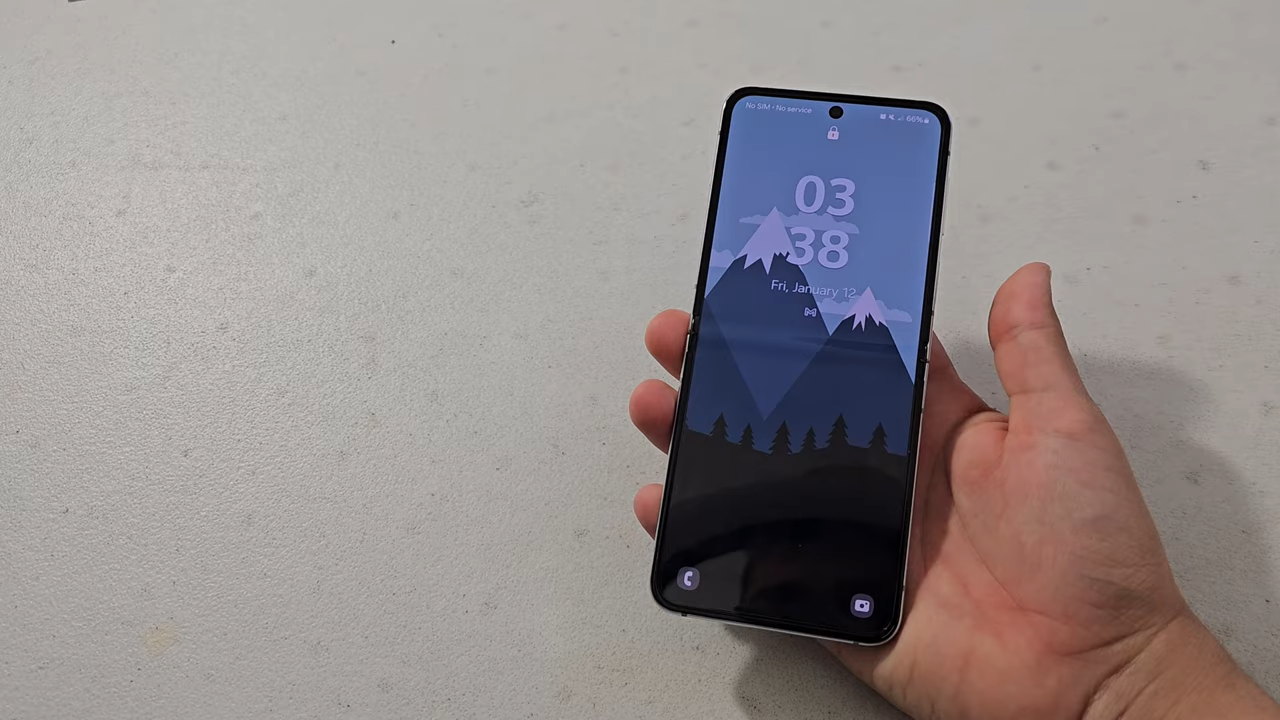 No SIM • No service
66%
03
38
Fri, January 12